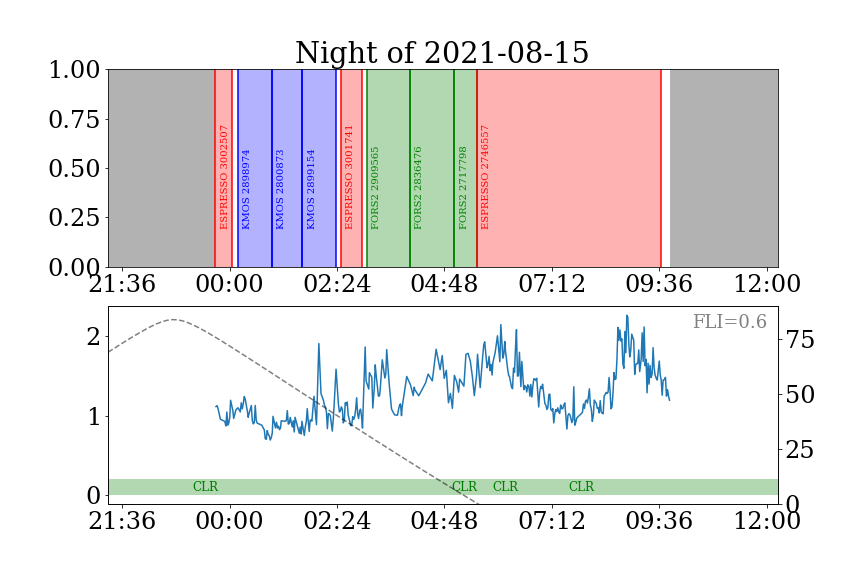 Night of 2021-08-15
1.00
0.75
0.50
0.25
0.00
ESPRESSO 3002507
KMOS 2898974
KMOS 2800873
KMOS 2899154
ESPRESSO 3001741
FORS2 2909565
FORS2 2836476
FORS2 2717798
ESPRESSO 2746557
21:36 00:00 02:24 04:48 07:12 09:36 12:00
FLI=0.6
2
1
0
75
50
25
0
CLR CLR CLR CLR
21:36 00:00 02:24 04:48 07:12 09:36 12:00